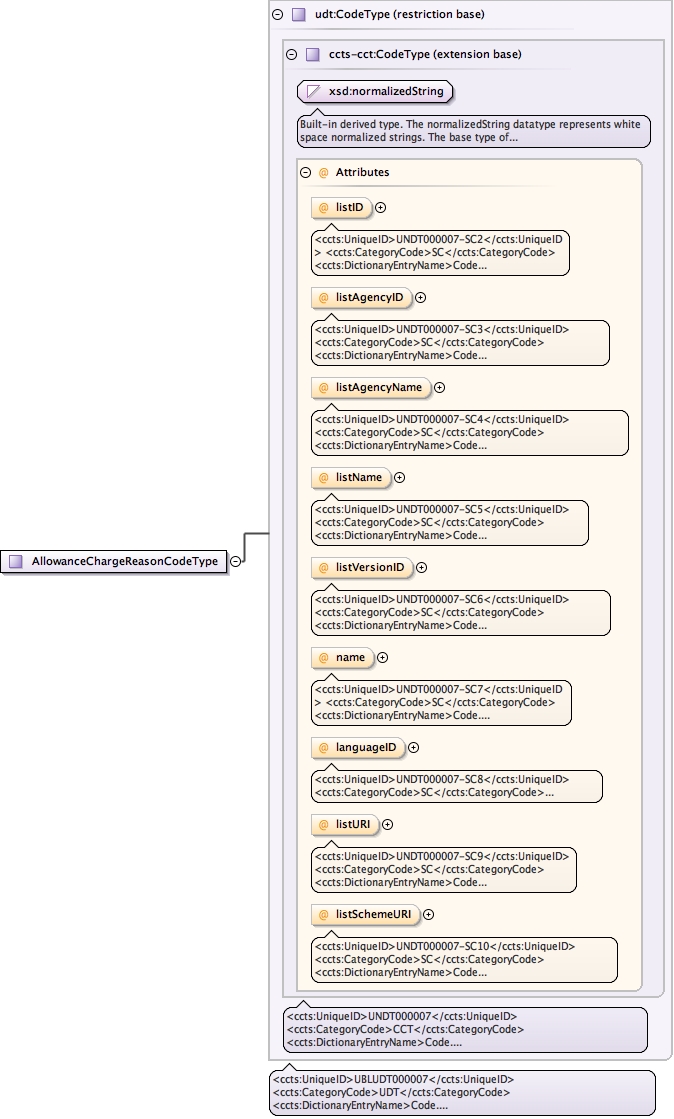 udt:CodeType (restriction base)
ccts-cct:CodeType (extension base)
xsd:normalizedString
Built-in derived type. The normalizedString datatype represents white
space normalized strings. The base type of...
@ Attributes
@ listID
<ccts:UniqueID>UNDT000007-SC2</ccts:UniqueID
> <ccts:CategoryCode>SC</ccts:CategoryCode>
<ccts:DictionaryEntryName>Code...
@ listAgencyID
<ccts:UniqueID>UNDT000007-SC3</ccts:UniqueID>
<ccts:CategoryCode>SC</ccts:CategoryCode>
<ccts:DictionaryEntryName>Code...
@ listAgencyName
<ccts:UniqueID>UNDT000007-SC4</ccts:UniqueID>
<ccts:CategoryCode>SC</ccts:CategoryCode>
<ccts:DictionaryEntryName>Code...
@ listName
<ccts:UniqueID>UNDT000007-SC5</ccts:UniqueID>
<ccts:CategoryCode>SC</ccts:CategoryCode>
<ccts:DictionaryEntryName>Code...
AllowanceChargeReasonCodeType
@ listVersionID
<ccts:UniqueID>UNDT000007-SC6</ccts:UniqueID>
<ccts:CategoryCode>SC</ccts:CategoryCode>
<ccts:DictionaryEntryName>Code...
@ name
<ccts:UniqueID>UNDT000007-SC7</ccts:UniqueID
> <ccts:CategoryCode>SC</ccts:CategoryCode>
<ccts:DictionaryEntryName>Code....
@ languageID
<ccts:UniqueID>UNDT000007-SC8</ccts:UniqueID>
<ccts:CategoryCode>SC</ccts:CategoryCode>...
@ listURI
<ccts:UniqueID>UNDT000007-SC9</ccts:UniqueID>
<ccts:CategoryCode>SC</ccts:CategoryCode>
<ccts:DictionaryEntryName>Code...
@ listSchemeURI
<ccts:UniqueID>UNDT000007-SC10</ccts:UniqueID>
<ccts:CategoryCode>SC</ccts:CategoryCode>
<ccts:DictionaryEntryName>Code...
<ccts:UniqueID>UNDT000007</ccts:UniqueID>
<ccts:CategoryCode>CCT</ccts:CategoryCode>
<ccts:DictionaryEntryName>Code....
<ccts:UniqueID>UBLUDT000007</ccts:UniqueID>
<ccts:CategoryCode>UDT</ccts:CategoryCode>
<ccts:DictionaryEntryName>Code....